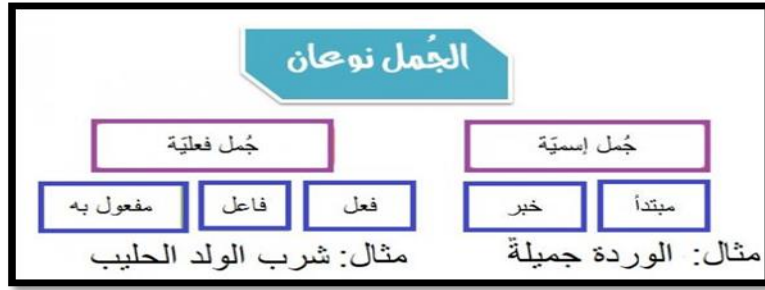 الجُمل نوعان
جُمل إسميّة
جُمل فعليّة
مبتدأ
خبر
فعل
فاعل
مفعول به
مثال: الوردة جميلةٌ
مثال: شرب الولد الحليب